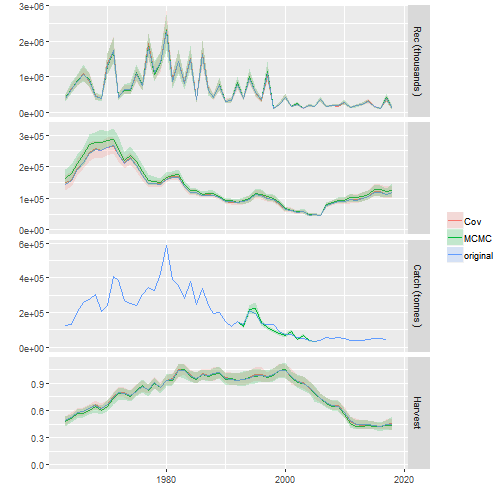 3e+06
2e+06
1e+06
0e+00
Rec (thousands )
3e+05
2e+05
1e+05
0e+00
6e+05
4e+05
2e+05
0e+00
Catch (tonnes )
0.9
0.6
0.3
0.0
Harvest
1980
2000
2020
Cov
MCMC
original